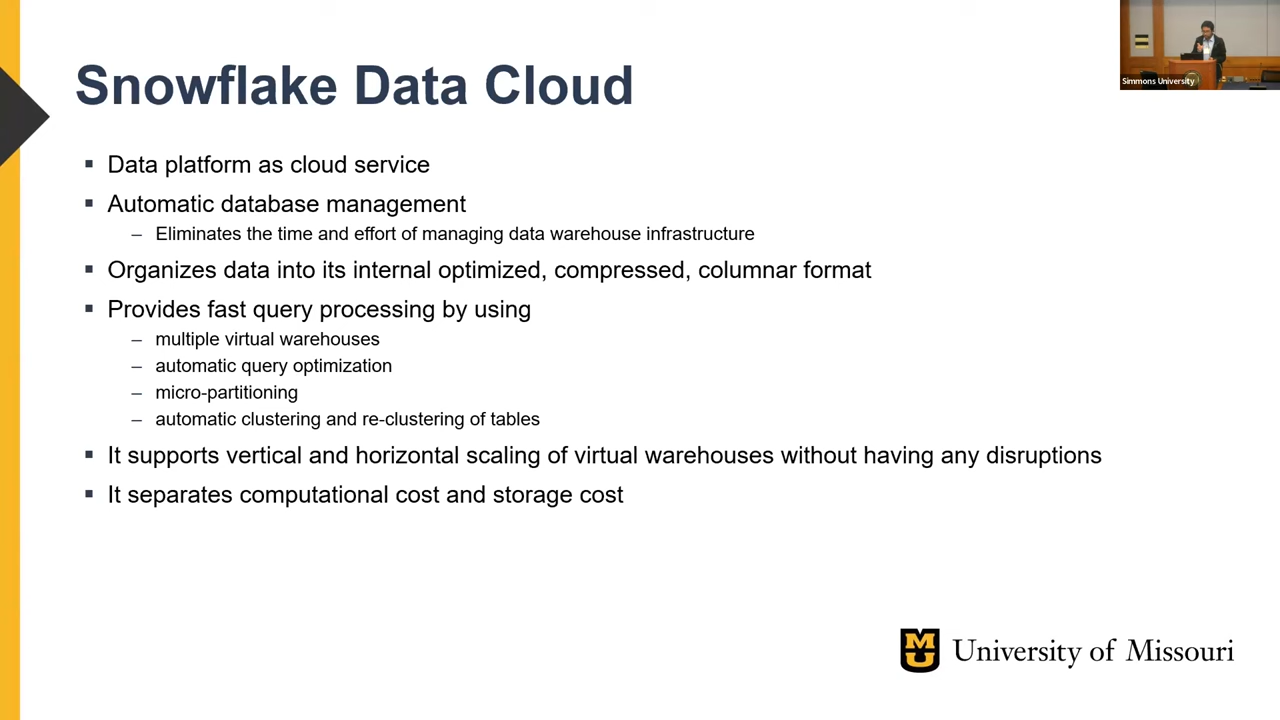 Simmons University
Snowflake Data Cloud
▪ Data platform as cloud service
▪ Automatic database management
– Eliminates the time and effort of managing data warehouse infrastructure
▪ Organizes data into its internal optimized, compressed, columnar format
▪ Provides fast query processing by using
– multiple virtual warehouses
– automatic query optimization
– micro-partitioning
– automatic clustering and re-clustering of tables
▪ It supports vertical and horizontal scaling of virtual warehouses without having any disruptions
▪ It separates computational cost and storage cost
MU University of Missouri